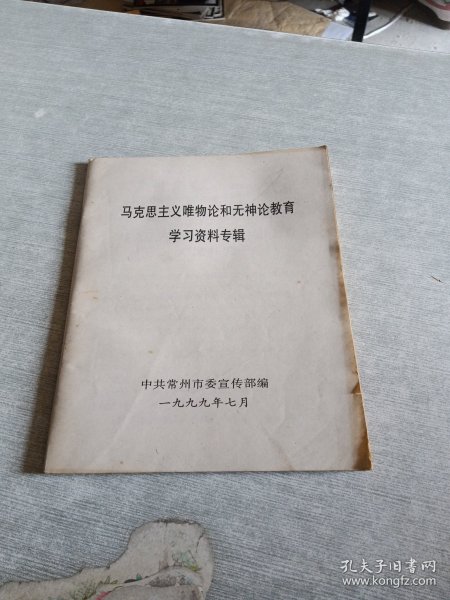 马克思主义唯物论和无神论教育
学习资料专辑
中共常州市委宣传部编
一九九九年七月
孔夫子旧书网
www.kongfz.com